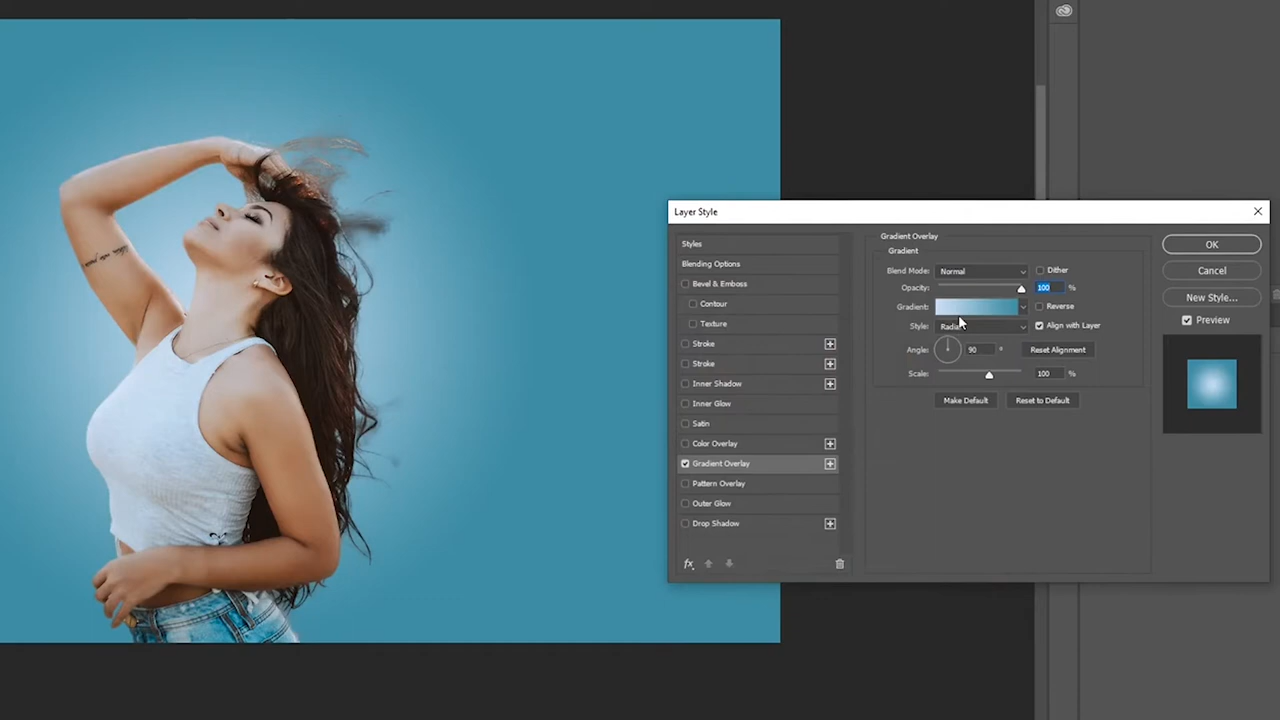 Layer Style
Styles
Blending Options
Bevel & Emboss
Contour
Texture
Stroke
Stroke
Inner Shadow
Inner Glow
Satin
Color Overlay
Gradient Overlay
Pattern Overlay
Outer Glow
Drop Shadow
fx
Gradient Overlay
Gradient
Blend Mode: Normal Dither
Opacity: 100 %
Gradient: Reverse
Style: Radial Align with Layer
Angle: 90 ° Reset Alignment
Scale: 100 %
Make Default Reset to Default
OK
Cancel
New Style...
Preview